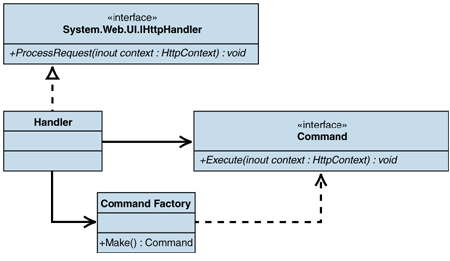 «interface»
System.Web.UI.IHttpHandler
+ProcessRequest(inout context : HttpContext) : void
Handler
«interface»
Command
+Execute(inout context : HttpContext) : void
Command Factory
+Make() : Command